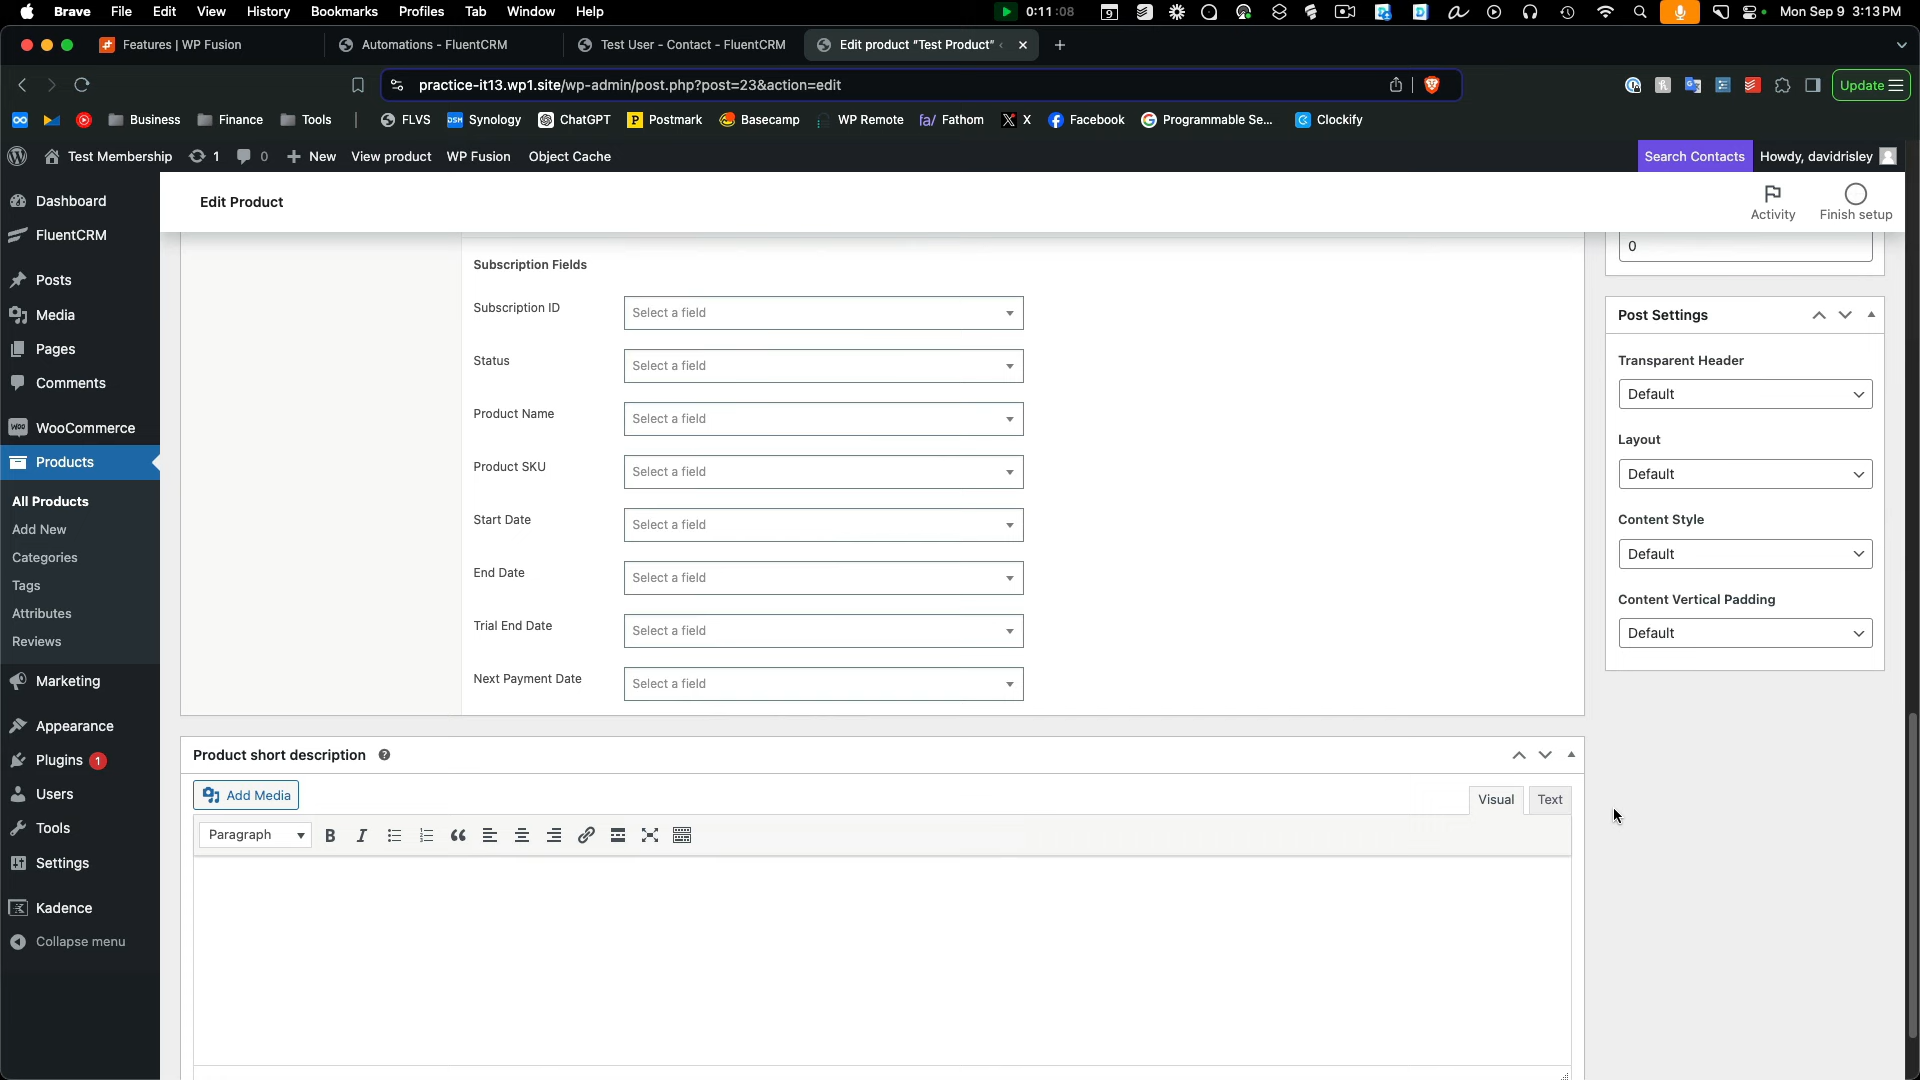 Brave File Edit View History Bookmarks Profiles Tab Window Help 0:11:08 9 Mon Sep 9 3:13 PM
Features | WP Fusion Automations - FluentCRM Test User - Contact - FluentCRM Edit product "Test Product" ‹
practice-it13.wp1.site/wp-admin/post.php?post=23&action=edit Update
Business Finance Tools FLVS DSM Synology ChatGPT Postmark Basecamp WP Remote fa/ Fathom X Facebook Programmable Se... Clockify
Test Membership 1 0 New View product WP Fusion Object Cache Search Contacts Howdy, davidrisley
Dashboard
FluentCRM
Posts
Media
Pages
Comments
WooCommerce
Products
All Products
Add New
Categories
Tags
Attributes
Reviews
Marketing
Appearance
Plugins 1
Users
Tools
Settings
Kadence
Collapse menu
Edit Product
Activity
Finish setup
Subscription Fields
Subscription ID Select a field
Status Select a field
Product Name Select a field
Product SKU Select a field
Start Date Select a field
End Date Select a field
Trial End Date Select a field
Next Payment Date Select a field
Product short description
Add Media
Visual Text
Paragraph
0
Post Settings
Transparent Header
Default
Layout
Default
Content Style
Default
Content Vertical Padding
Default